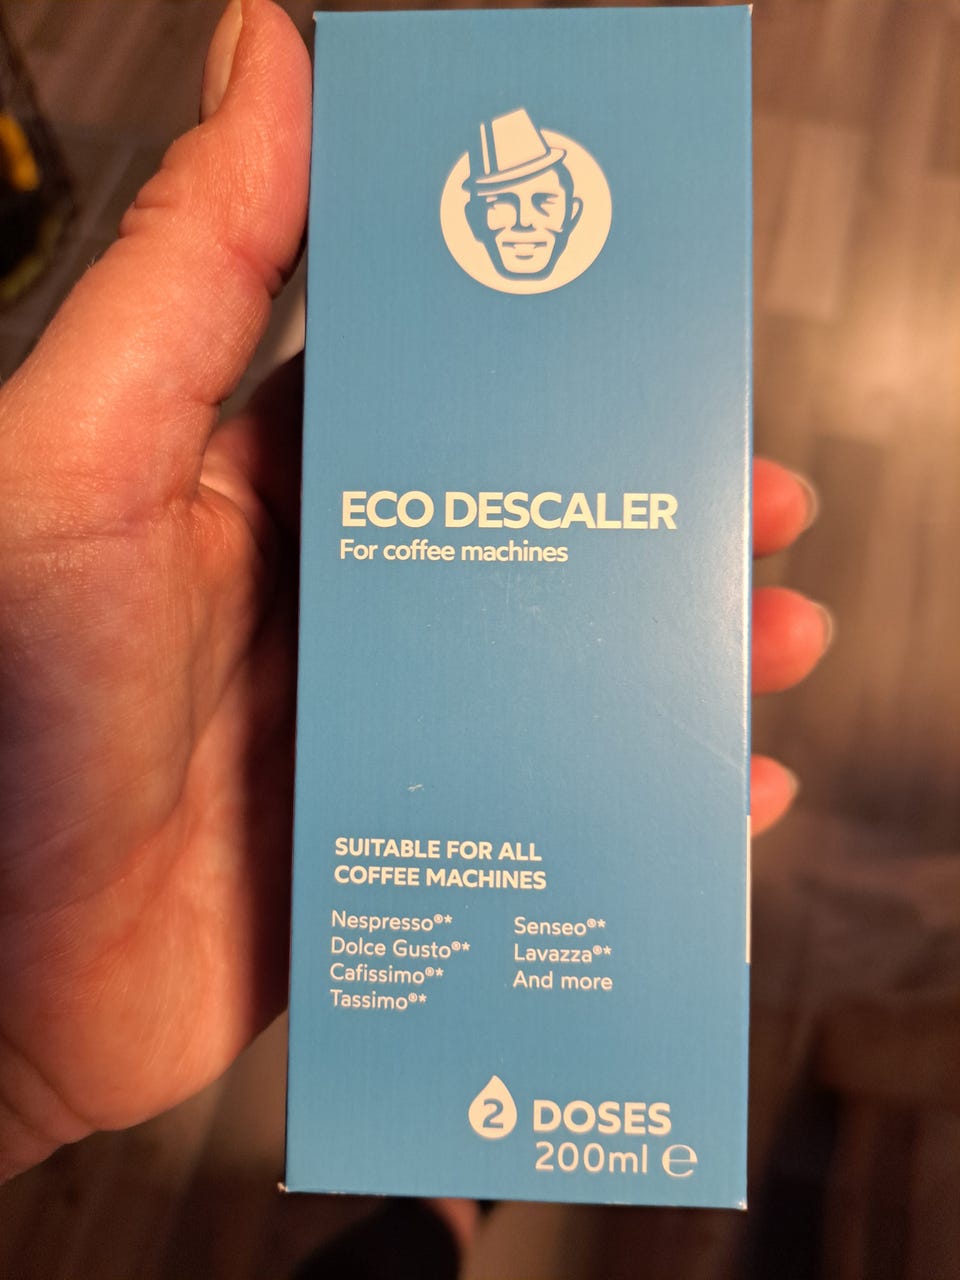 ECO DESCALER
For coffee machines
SUITABLE FOR ALL
COFFEE MACHINES
Nespresso®*
Dolce Gusto®*
Cafissimo®*
Tassimo®*
Senseo®*
Lavazza®*
And more
2 DOSES
200ml ℮